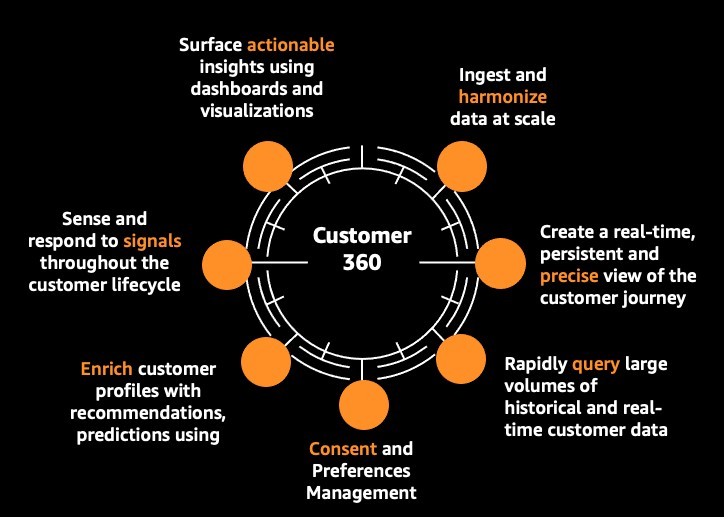 Surface actionable
insights using
dashboards and
visualizations
Ingest and
harmonize
data at scale
Sense and
respond to signals
throughout the
customer lifecycle
Customer
360
Create a real-time,
persistent and
precise view of the
customer journey
Enrich customer
profiles with
recommendations,
predictions using
Rapidly query large
volumes of
historical and real-
time customer data
Consent and
Preferences
Management